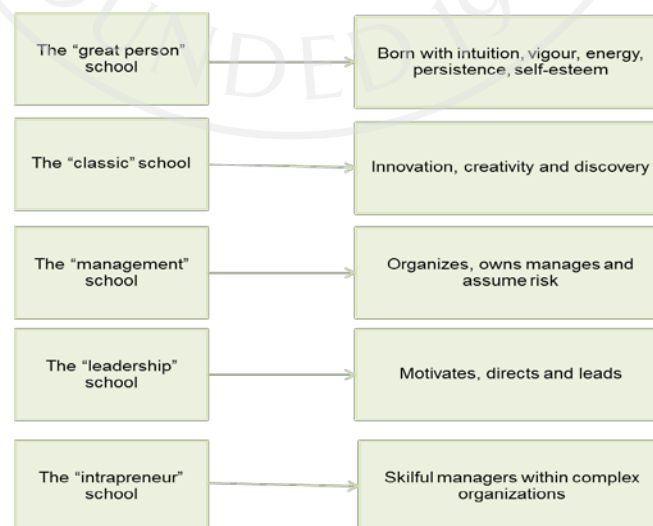 The "great person"
school
Born with intuition, vigour, energy,
persistence, self-esteem
The "classic" school
Innovation, creativity and discovery
The "management"
school
Organizes, owns manages and
assume risk
The "leadership"
school
Motivates, directs and leads
The "intrapreneur"
school
Skilful managers within complex
organizations
UNDED 19